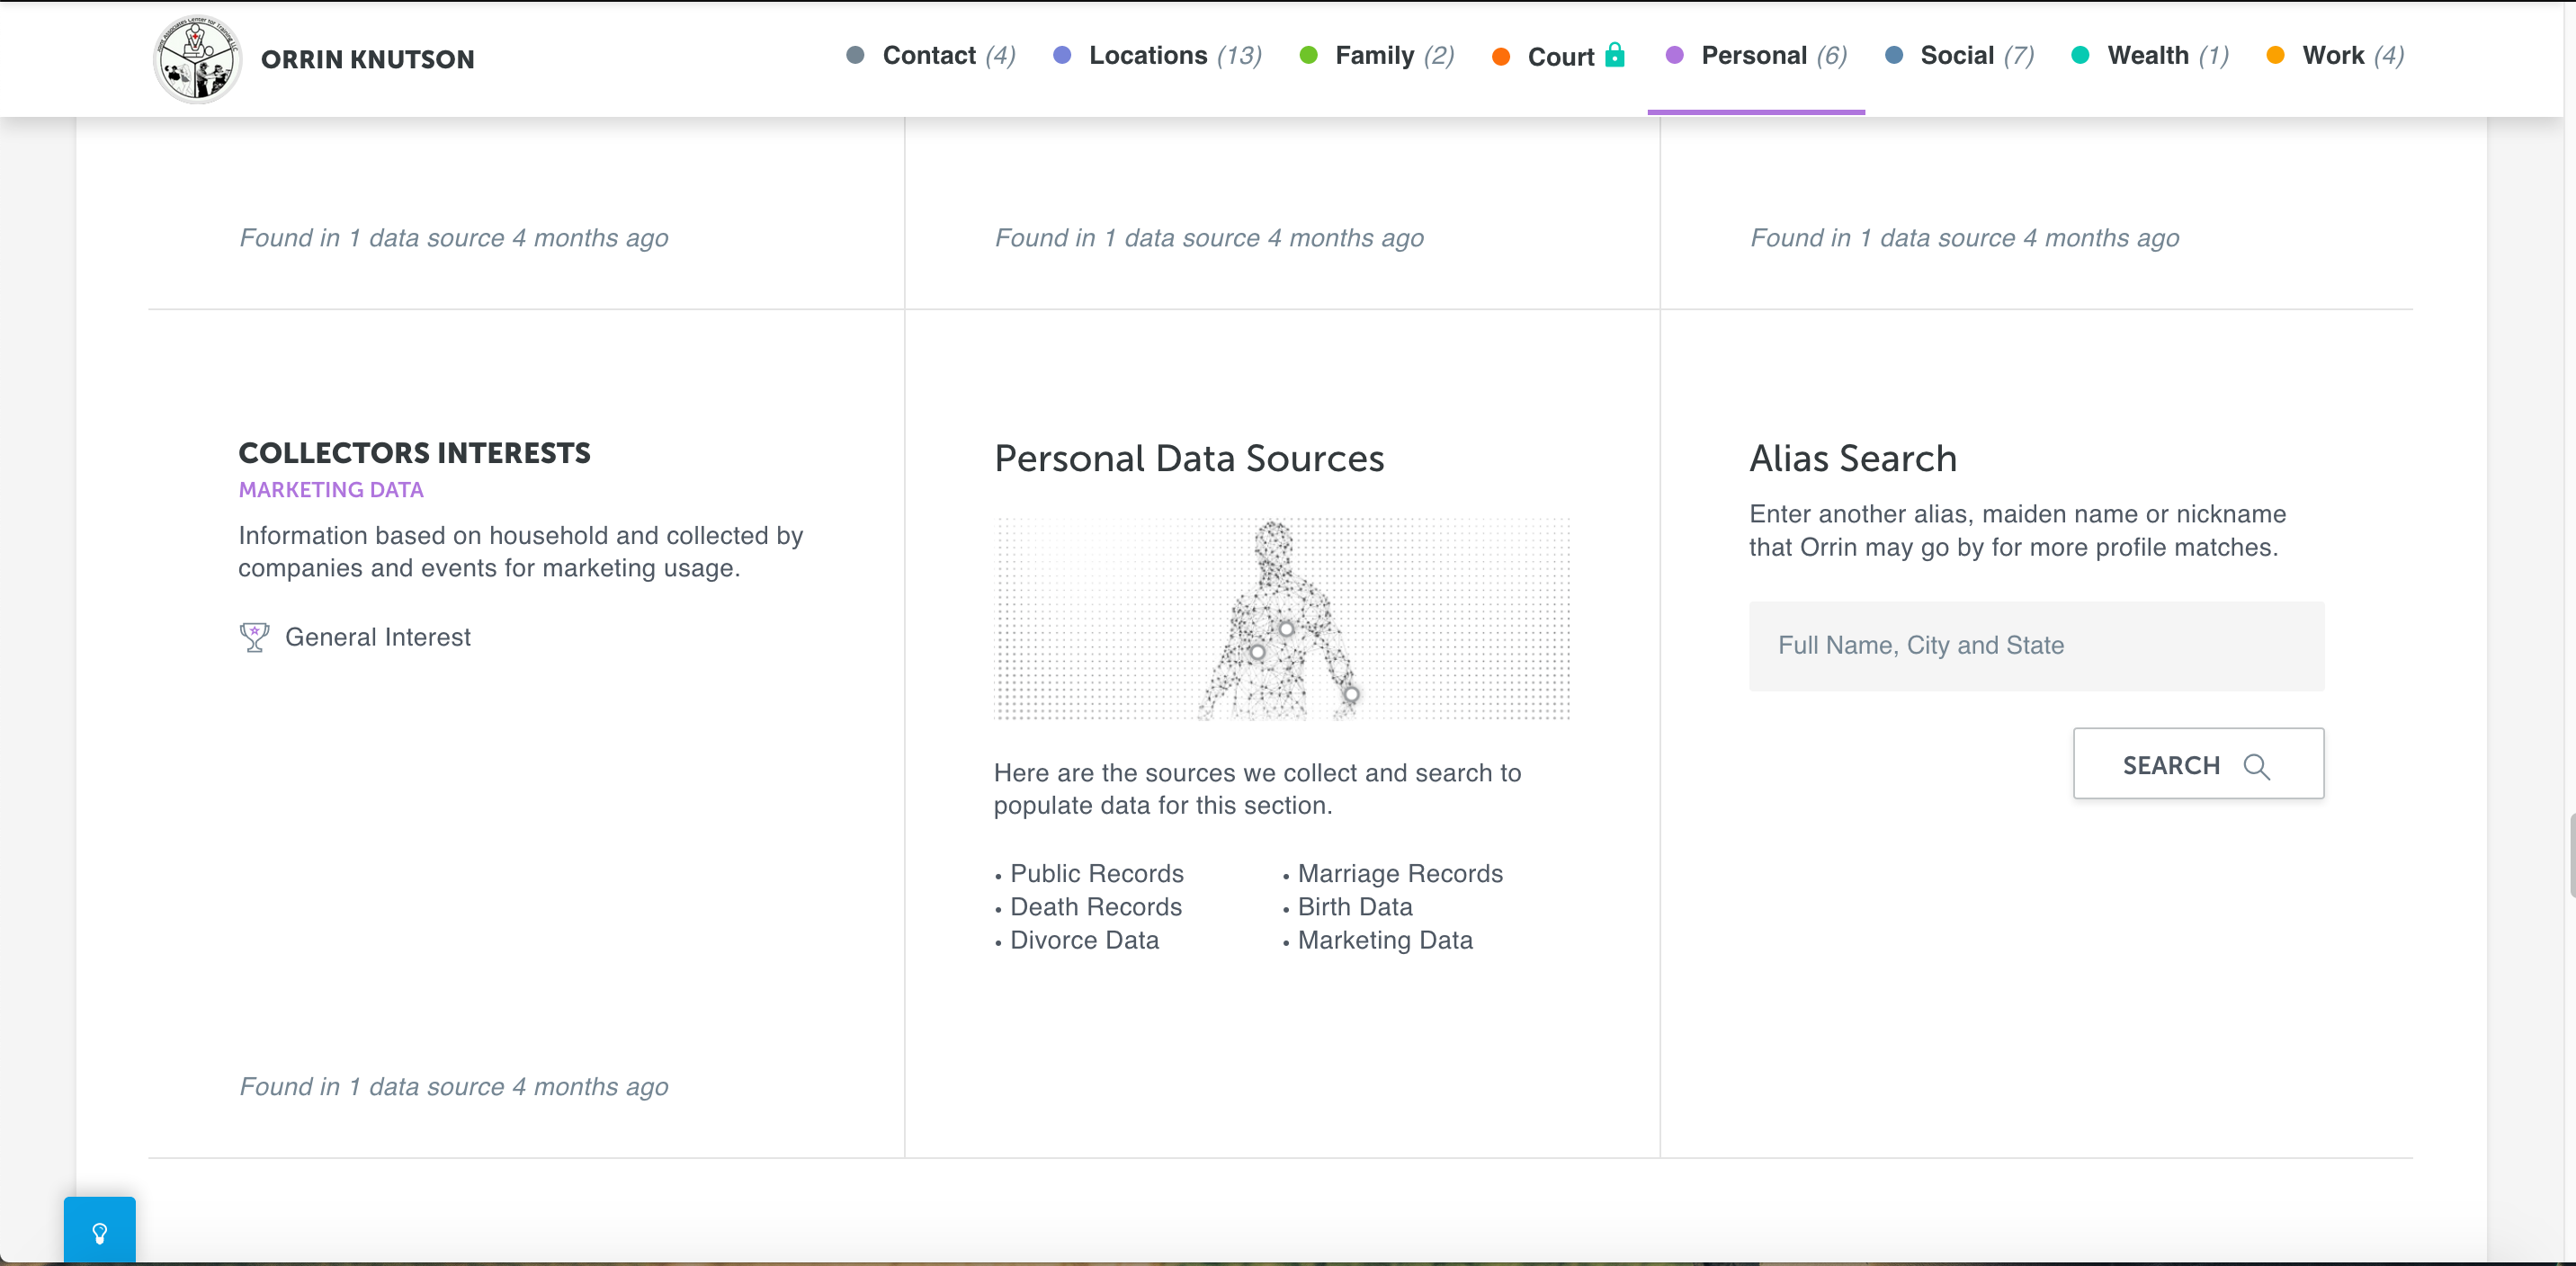 ORRIN KNUTSON
Contact (4)
Locations (13)
Family (2)
Court
Personal (6)
Social (7)
Wealth (1)
Work (4)
Found in 1 data source 4 months ago
Found in 1 data source 4 months ago
Found in 1 data source 4 months ago
COLLECTORS INTERESTS
MARKETING DATA
Information based on household and collected by
companies and events for marketing usage.
General Interest
Found in 1 data source 4 months ago
Personal Data Sources
Here are the sources we collect and search to
populate data for this section.
• Public Records
• Death Records
• Divorce Data
• Marriage Records
• Birth Data
• Marketing Data
Alias Search
Enter another alias, maiden name or nickname
that Orrin may go by for more profile matches.
Full Name, City and State
SEARCH